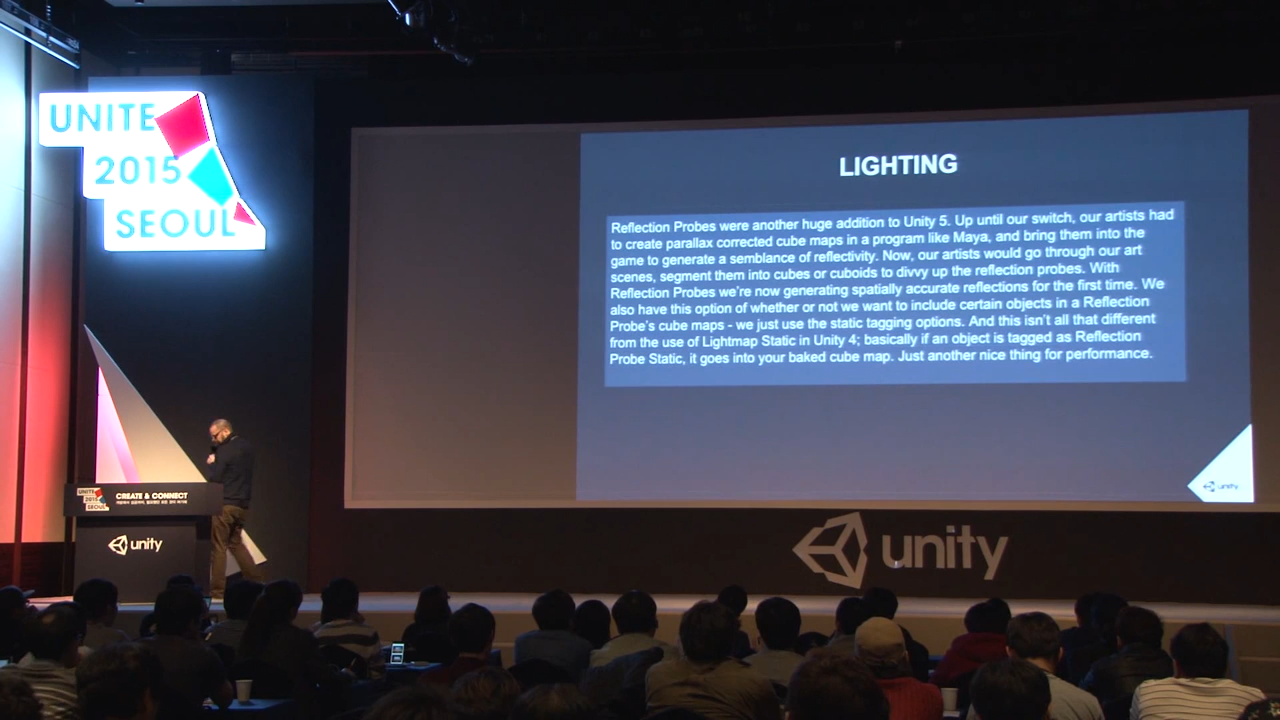 UNITE
2015
SEOUL
LIGHTING
Reflection Probes were another huge addition to Unity 5. Up until our switch, our artists had
to create parallax corrected cube maps in a program like Maya, and bring them into the
game to generate a semblance of reflectivity. Now, our artists would go through our art
scenes, segment them into cubes or cuboids to divvy up the reflection probes. With
Reflection Probes we're now generating spatially accurate reflections for the first time. We
also have this option of whether or not we want to include certain objects in a Reflection
Probe's cube maps - we just use the static tagging options. And this isn't all that different
from the use of Lightmap Static in Unity 4; basically if an object is tagged as Reflection
Probe Static, it goes into your baked cube map. Just another nice thing for performance.
unity
UNITE
2015
SEOUL
CREATE & CONNECT
unity
unity